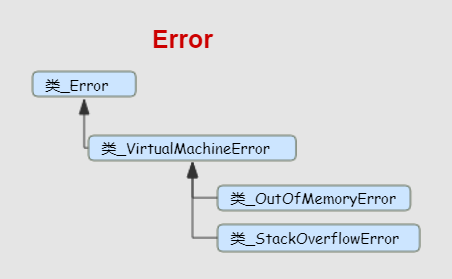 Error
类_Error
类_VirtualMachineError
类_OutOfMemoryError
类_StackOverflowError